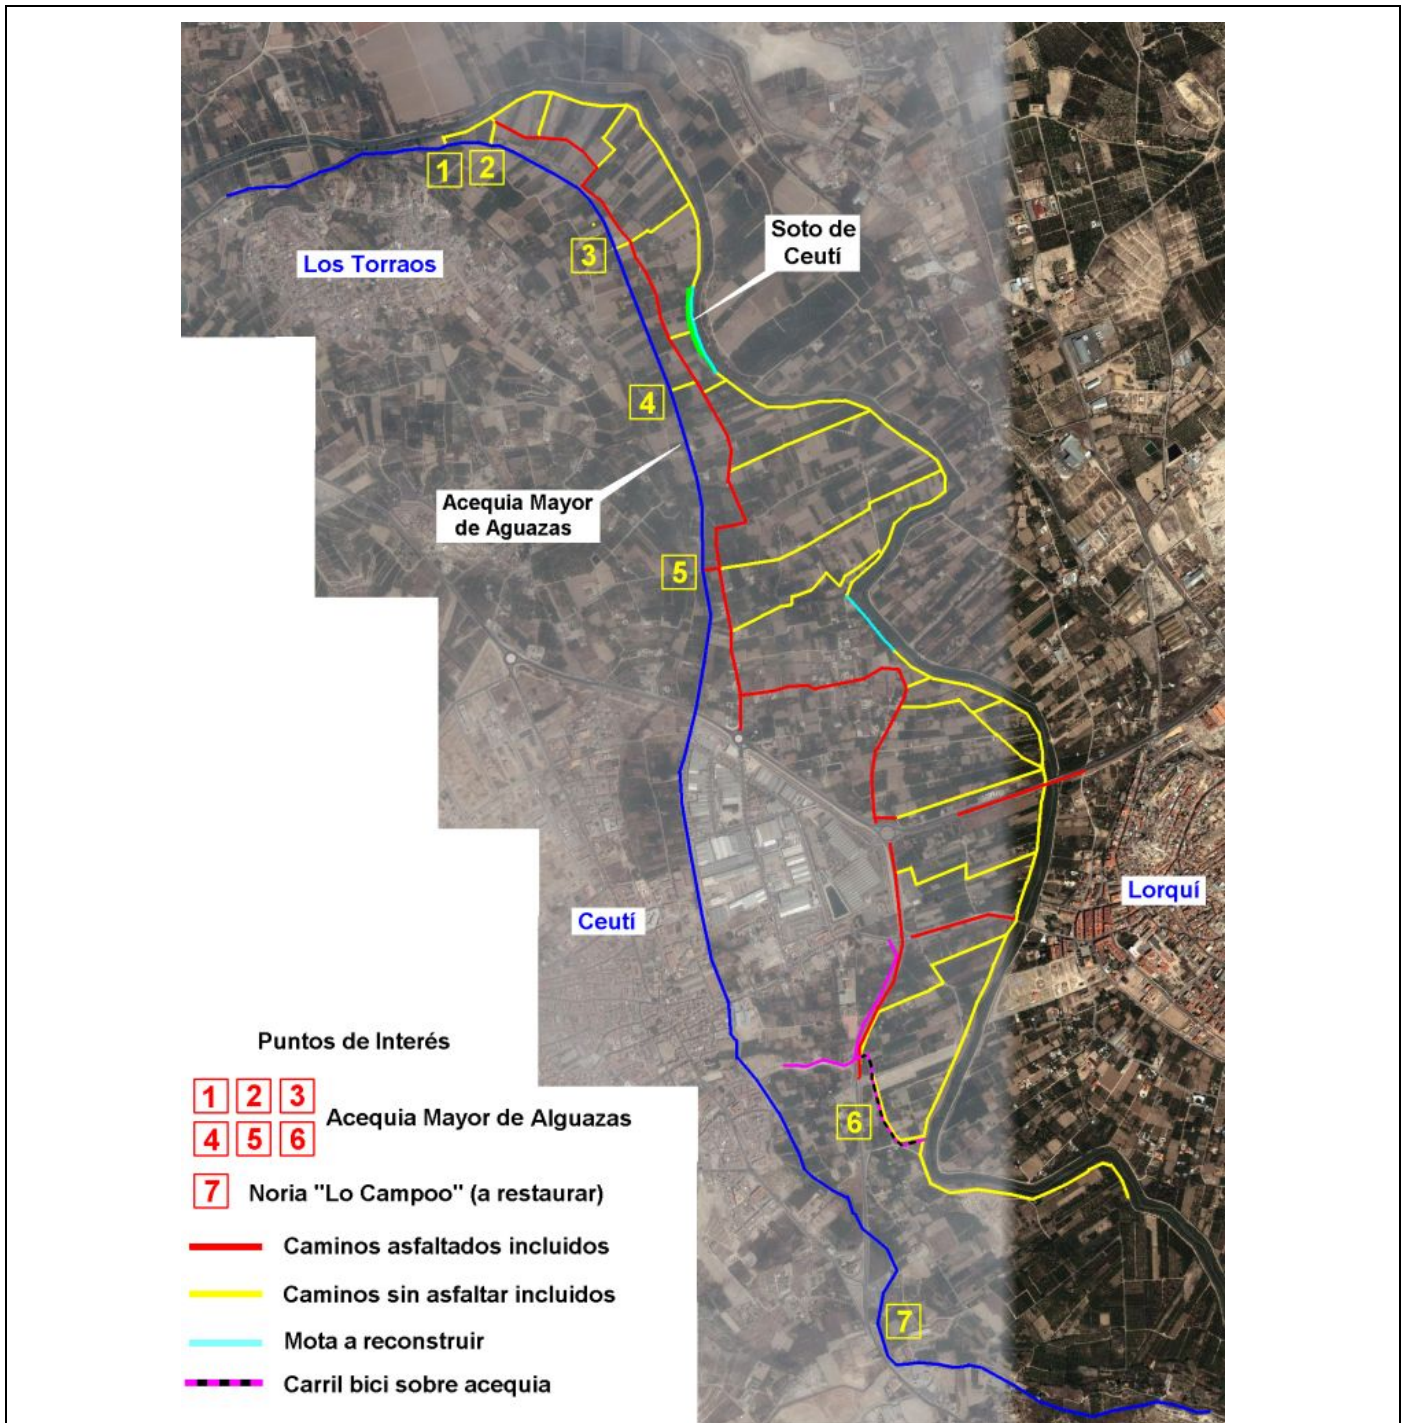 1
2
3
Los Torraos
Soto de
Ceutí
4
Acequia Mayor
de Aguazas
5
Ceutí
Lorquí
6
7
Puntos de Interés
1 2 3
4 5 6
Acequia Mayor de Alguazas
7 Noria "Lo Campoo" (a restaurar)
Caminos asfaltados incluidos
Caminos sin asfaltar incluidos
Mota a reconstruir
Carril bici sobre acequia